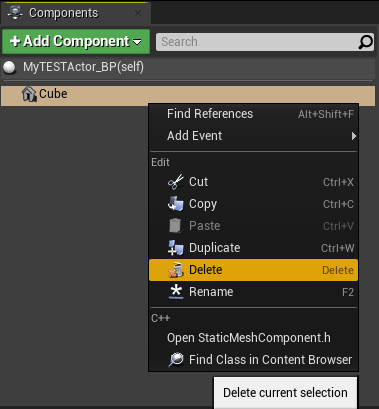 Components
+ Add Component
Search
MyTESTActor_BP(self)
Cube
Find References Alt+Shift+F
Add Event
Edit
Cut Ctrl+X
Copy Ctrl+C
Paste Ctrl+V
Duplicate Ctrl+W
Delete Delete
Rename F2
C++
Open StaticMeshComponent.h
Find Class in Content Browser
Delete current selection